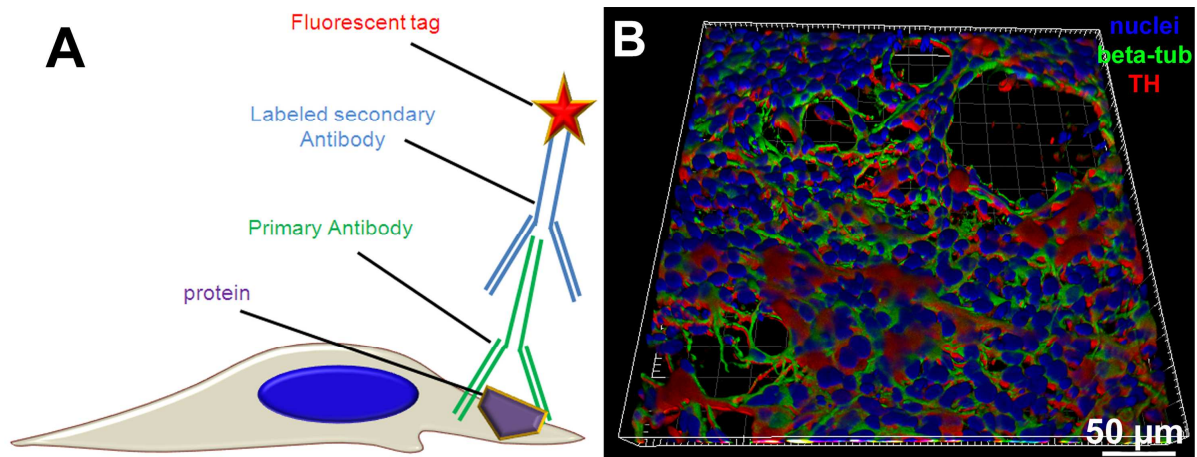 A
Fluorescent tag
Labeled secondary
Antibody
Primary Antibody
protein
B
nuclei
beta-tub
TH
50 µm